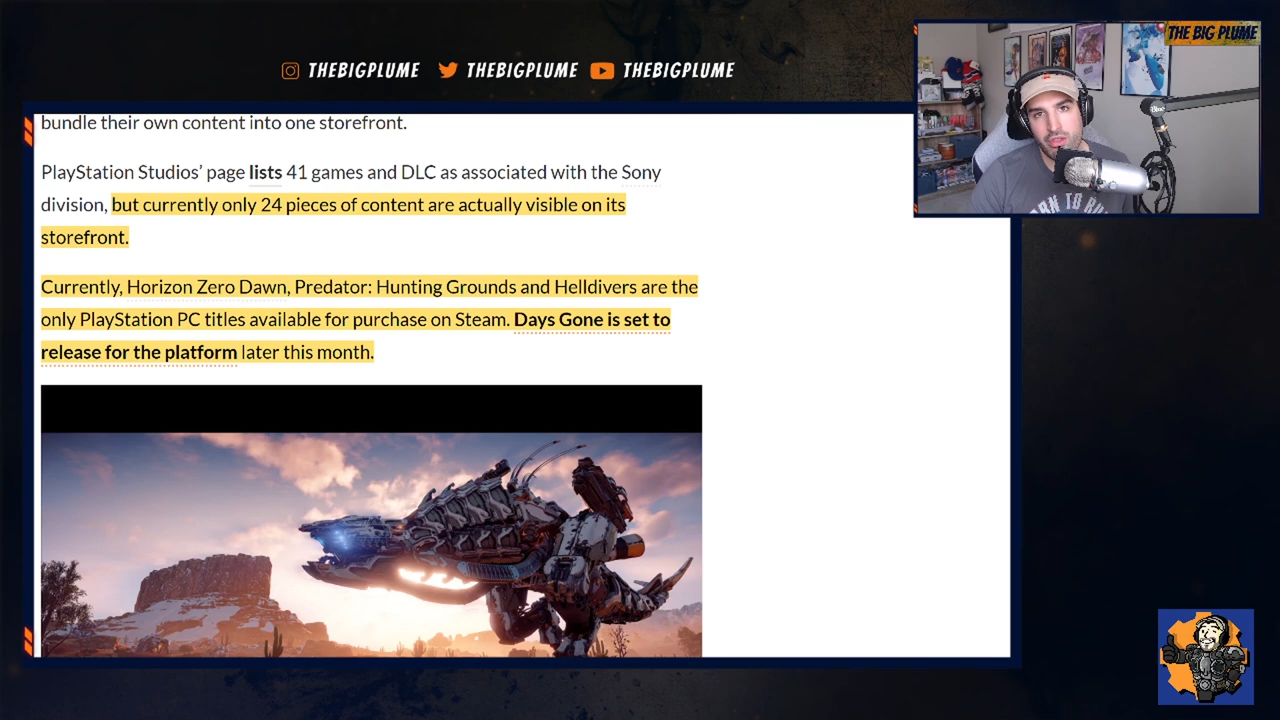 THEBIGPLUME THEBIGPLUME THEBIGPLUME
THE BIG PLUME
bundle their own content into one storefront.
PlayStation Studios’ page lists 41 games and DLC as associated with the Sony
division, but currently only 24 pieces of content are actually visible on its
storefront.
Currently, Horizon Zero Dawn, Predator: Hunting Grounds and Helldivers are the
only PlayStation PC titles available for purchase on Steam. Days Gone is set to
release for the platform later this month.
Blue